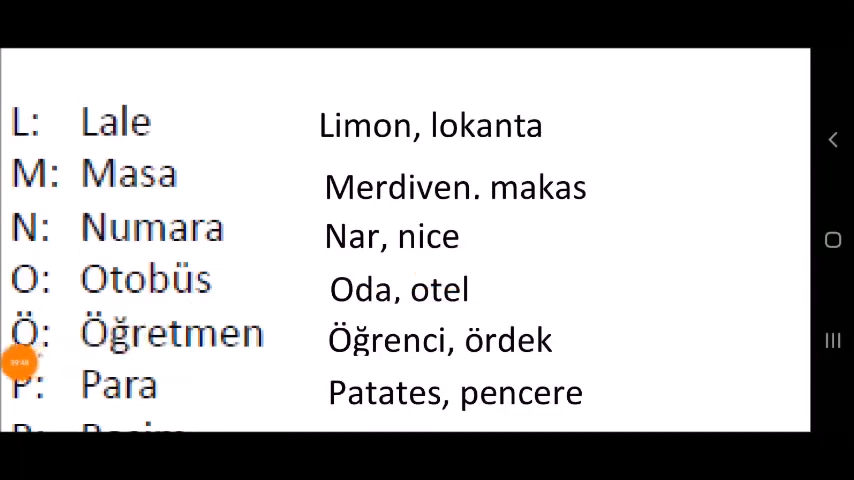 L: Lale Limon, lokanta
M: Masa Merdiven. makas
N: Numara Nar, nice
O: Otobüs Oda, otel
Ö: Öğretmen Öğrenci, ördek
P: Para Patates, pencere